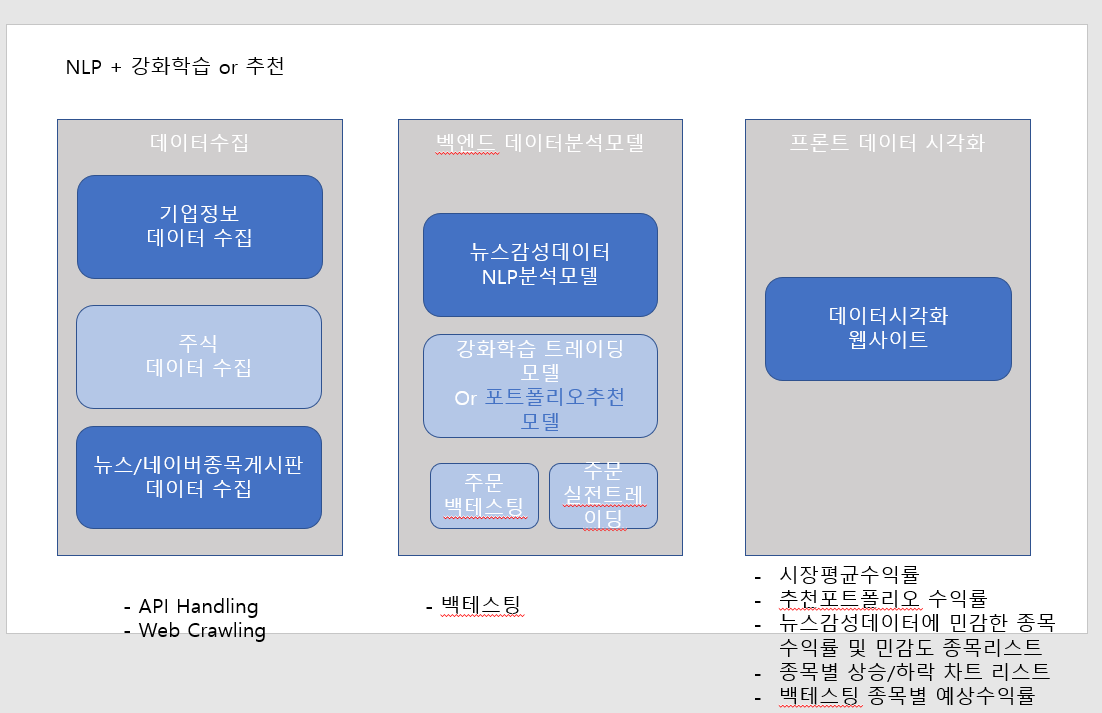 NLP + 강화학습 or 추천
데이터수집
기업정보
데이터 수집
주식
데이터 수집
뉴스/네이버종목게시판
데이터 수집
- API Handling
- Web Crawling
벡엔드 데이터분석모델
뉴스감성데이터
NLP분석모델
강화학습 트레이딩
모델
Or 포트폴리오추천
모델
주문
백테스팅
주문
실전트레
이딩
- 백테스팅
프론트 데이터 시각화
데이터시각화
웹사이트
- 시장평균수익률
- 추천포트폴리오 수익률
- 뉴스감성데이터에 민감한 종목
수익률 및 민감도 종목리스트
- 종목별 상승/하락 차트 리스트
- 백테스팅 종목별 예상수익률